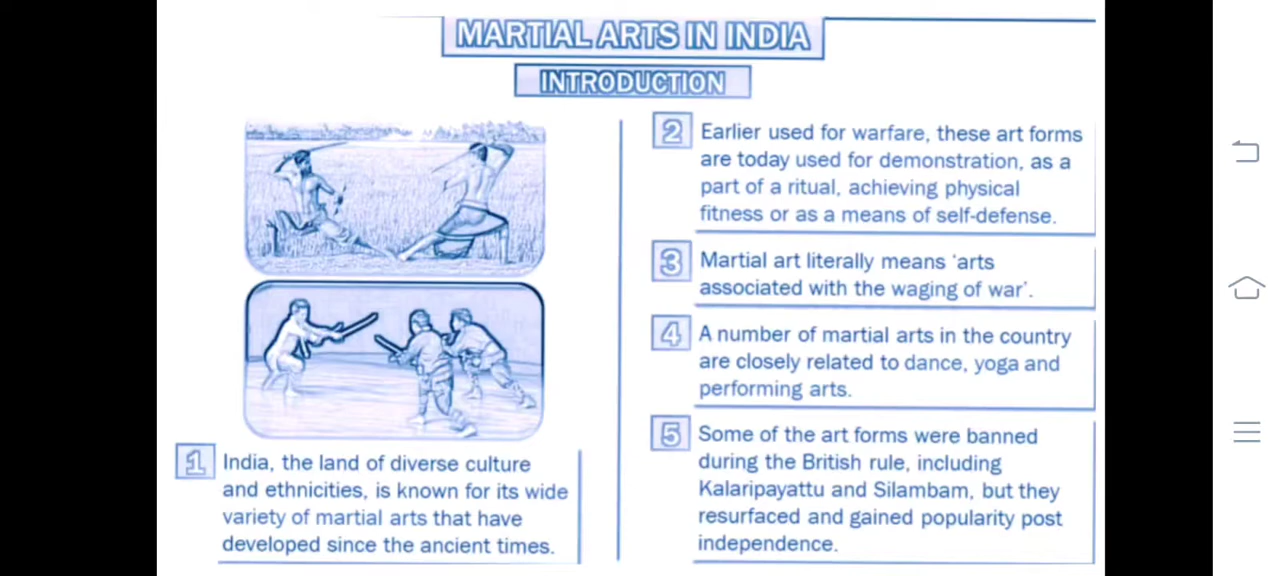 MARTIAL ARTS IN INDIA
INTRODUCTION
1 India, the land of diverse culture
and ethnicities, is known for its wide
variety of martial arts that have
developed since the ancient times.
2 Earlier used for warfare, these art forms
are today used for demonstration, as a
part of a ritual, achieving physical
fitness or as a means of self-defense.
3 Martial art literally means ‘arts
associated with the waging of war’.
4 A number of martial arts in the country
are closely related to dance, yoga and
performing arts.
5 Some of the art forms were banned
during the British rule, including
Kalaripayattu and Silambam, but they
resurfaced and gained popularity post
independence.